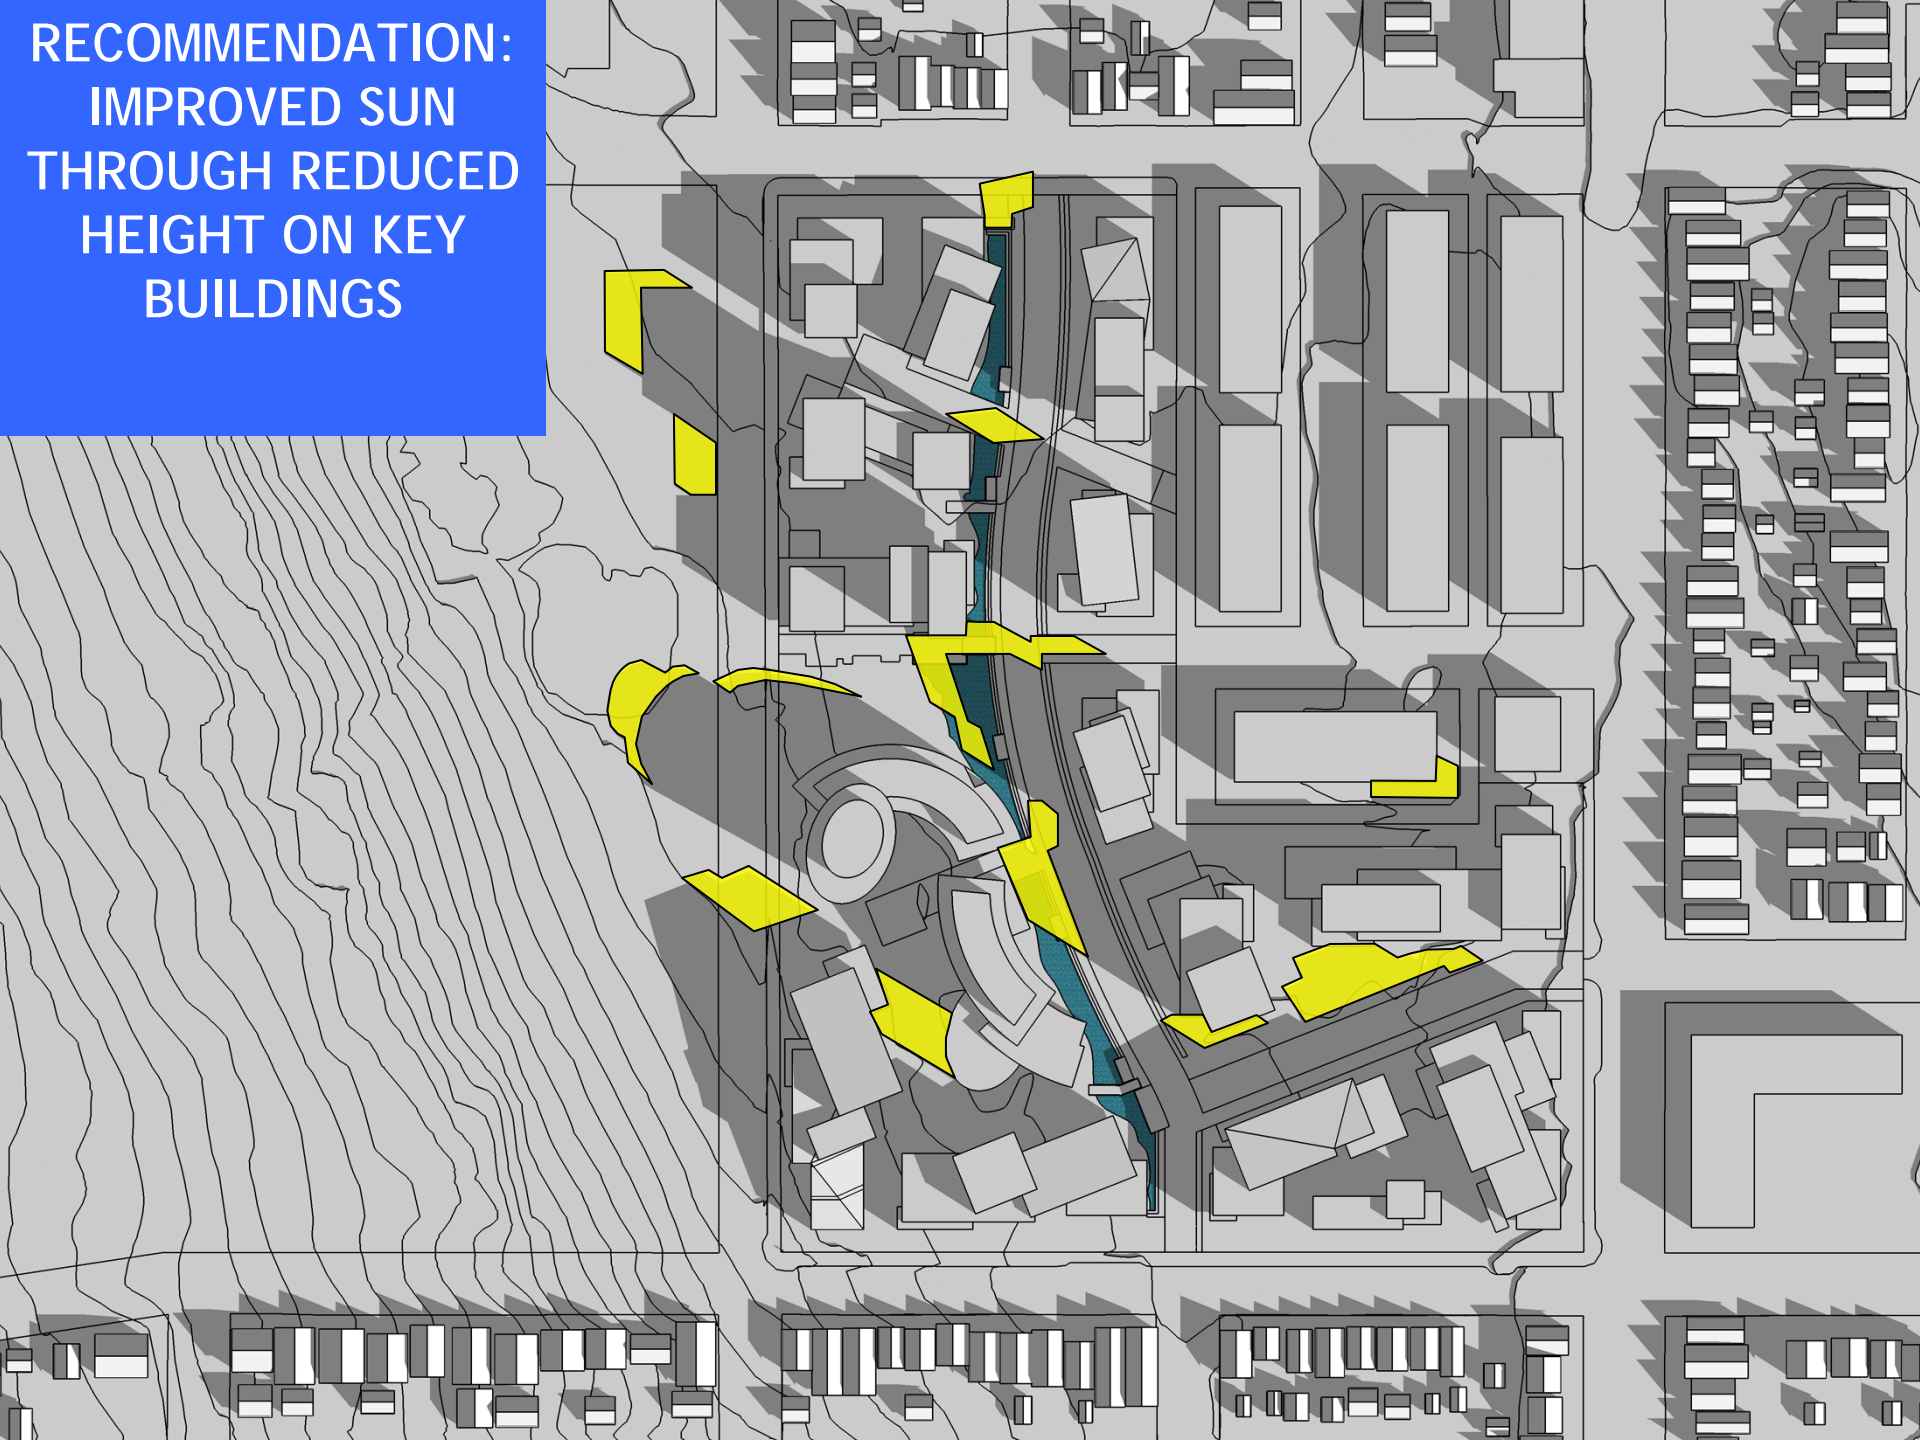 RECOMMENDATION:
IMPROVED SUN
THROUGH REDUCED
HEIGHT ON KEY
BUILDINGS